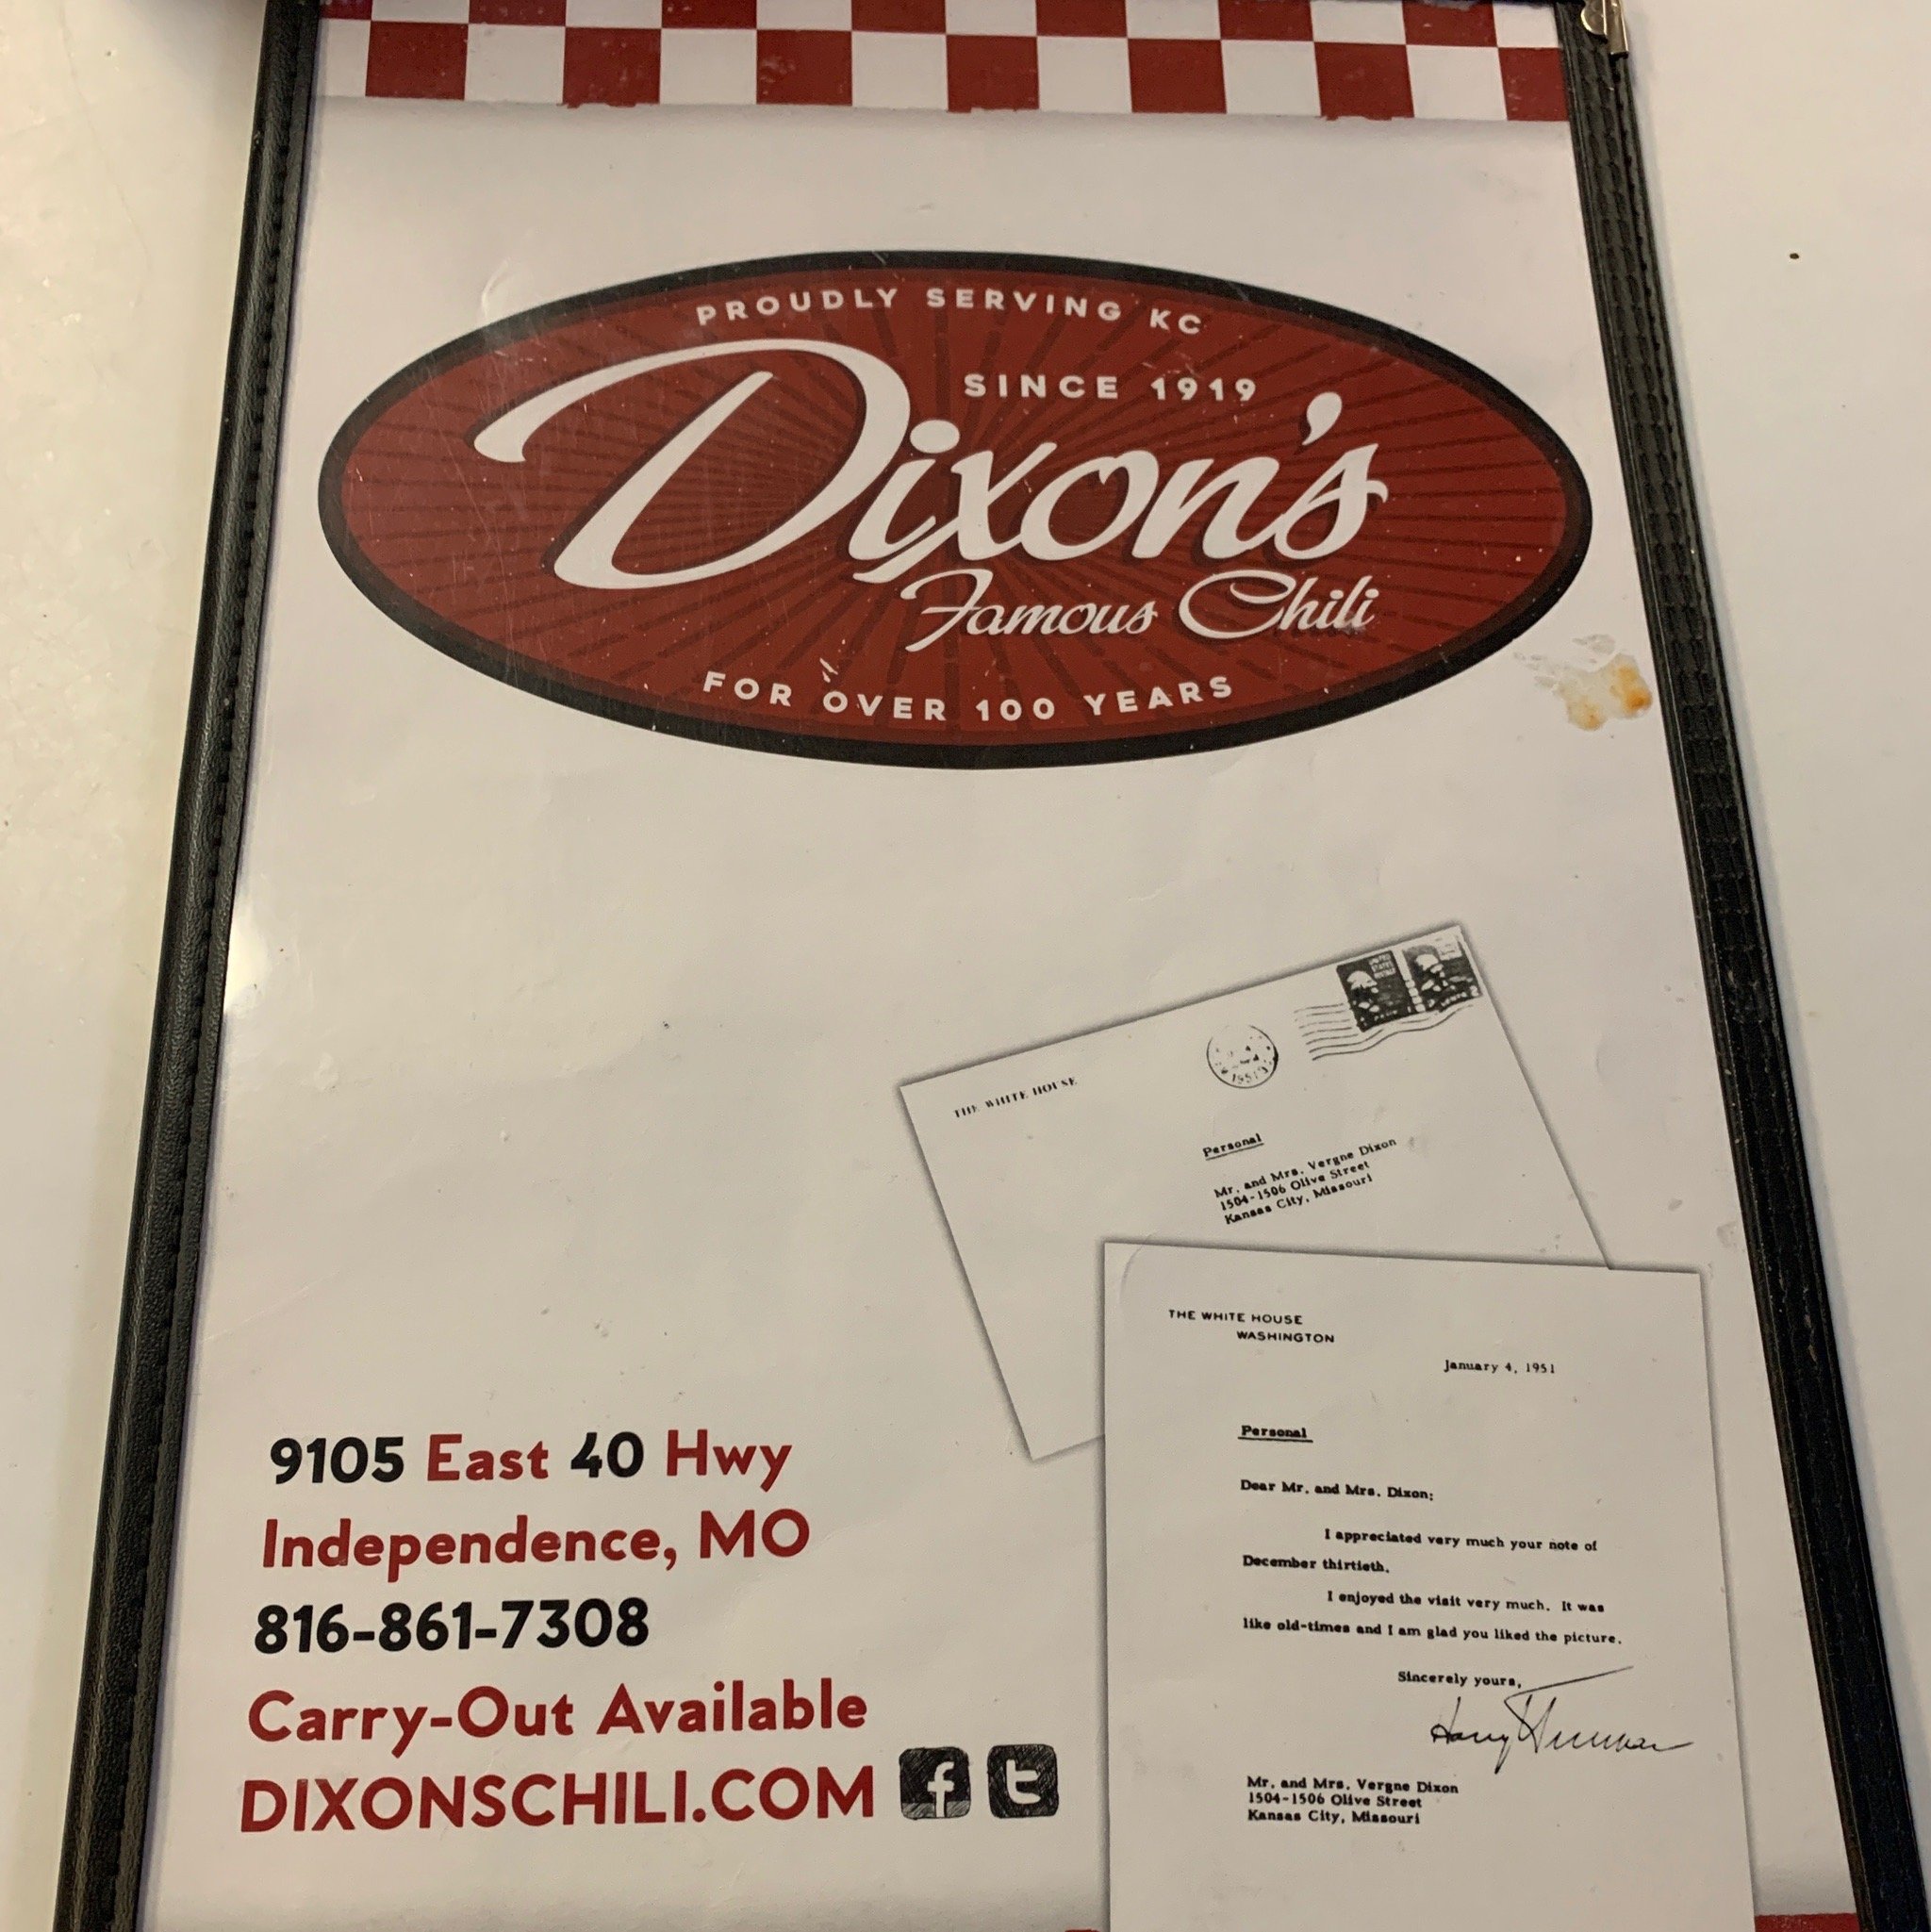 PROUDLY SERVING KC
SINCE 1919
Dixon's
Famous Chili
FOR OVER 100 YEARS
THE WHITE HOUSE
Personal
Mr. and Mrs. Vergne Dixon
1504-1506 Olive Street
Kansas City, Missouri
THE WHITE HOUSE
WASHINGTON
January 4, 1951
Personal
Dear Mr. and Mrs. Dixon:
I appreciated very much your note of
December thirtieth.
I enjoyed the visit very much. It was
like old-times and I am glad you liked the picture.
Sincerely yours,
Harry Truman
Mr. and Mrs. Vergne Dixon
1504-1506 Olive Street
Kansas City, Missouri
9105 East 40 Hwy
Independence, MO
816-861-7308
Carry-Out Available
DIXONSCHILI.COM f t